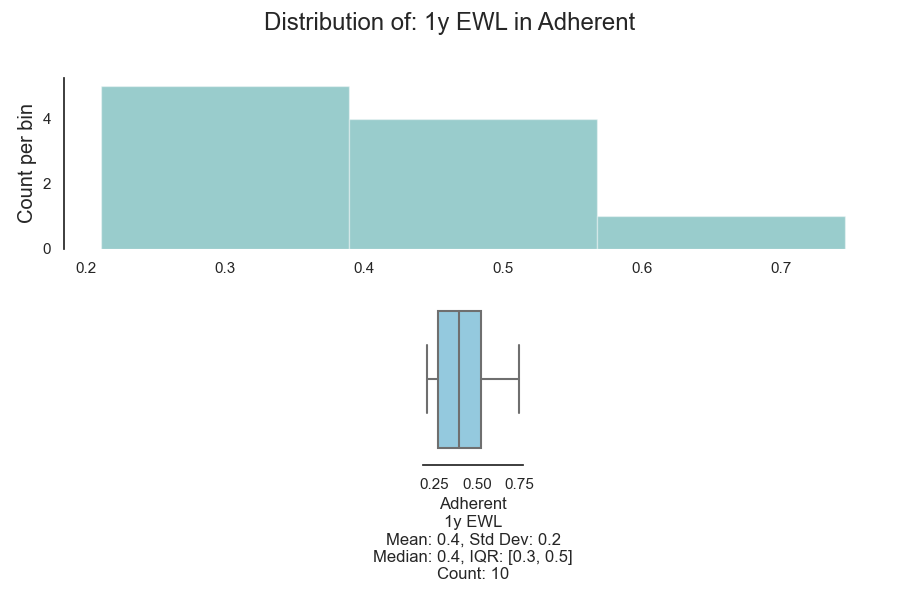 Distribution of: 1y EWL in Adherent
Count per bin
4
2
0
0.2 0.3 0.4 0.5 0.6 0.7
0.25 0.50 0.75
Adherent
1y EWL
Mean: 0.4, Std Dev: 0.2
Median: 0.4, IQR: [0.3, 0.5]
Count: 10